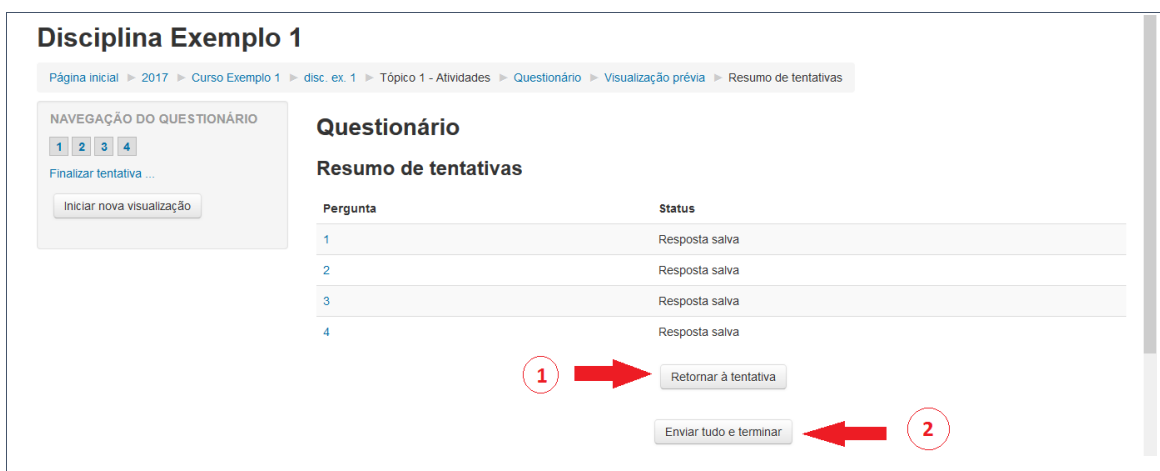 Disciplina Exemplo 1
Página inicial ► 2017 ► Curso Exemplo 1 ► disc. ex. 1 ► Tópico 1 - Atividades ► Questionário ► Visualização prévia ► Resumo de tentativas
NAVEGAÇÃO DO QUESTIONÁRIO
1 2 3 4
Finalizar tentativa ...
Iniciar nova visualização
Questionário
Resumo de tentativas
Pergunta Status
1 Resposta salva
2 Resposta salva
3 Resposta salva
4 Resposta salva
1 Retornar à tentativa
Enviar tudo e terminar 2